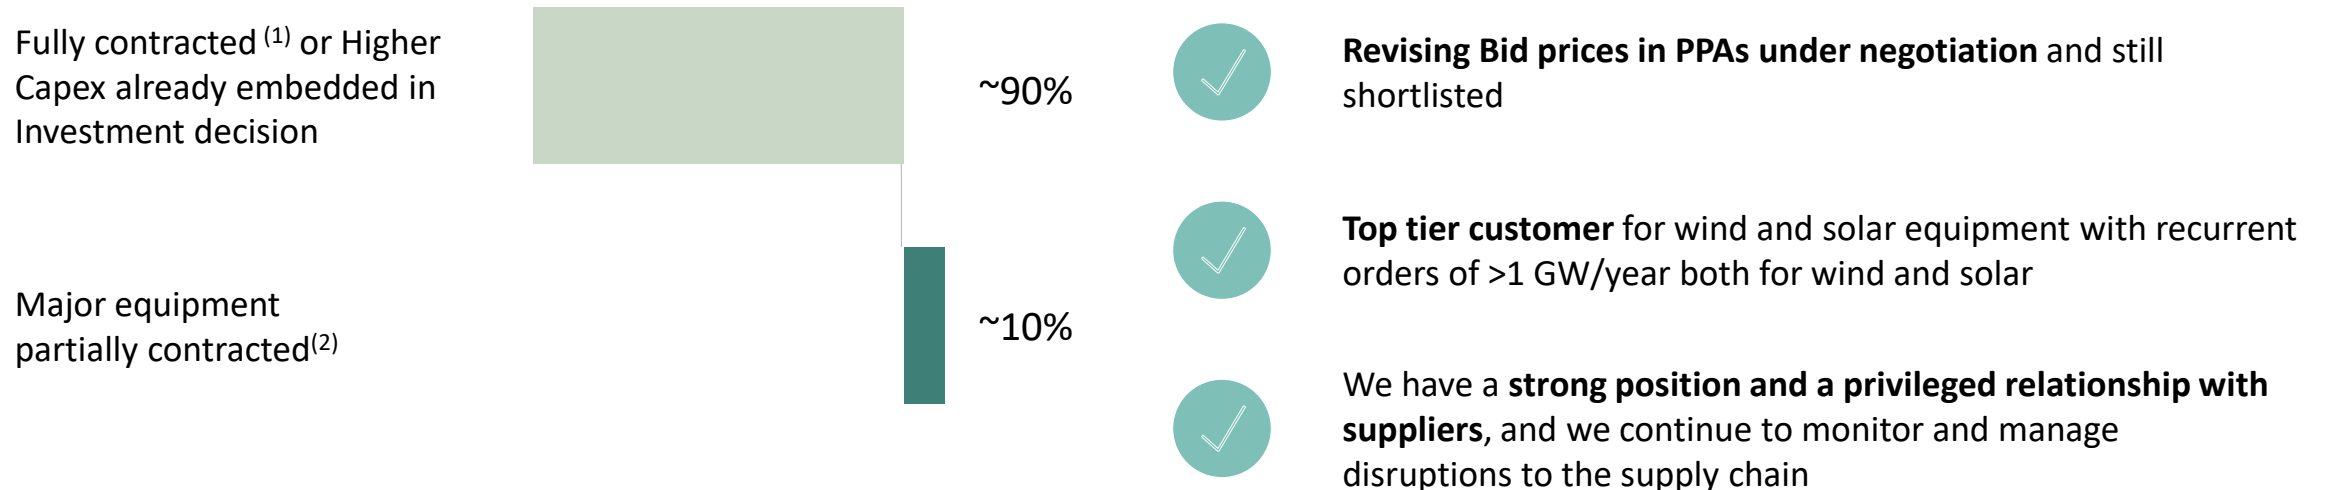 Fully contracted (1) or Higher
Capex already embedded in
Investment decision
~90%
Major equipment
partially contracted(2)
~10%
Revising Bid prices in PPAs under negotiation and still
shortlisted
Top tier customer for wind and solar equipment with recurrent
orders of >1 GW/year both for wind and solar
We have a strong position and a privileged relationship with
suppliers, and we continue to monitor and manage
disruptions to the supply chain